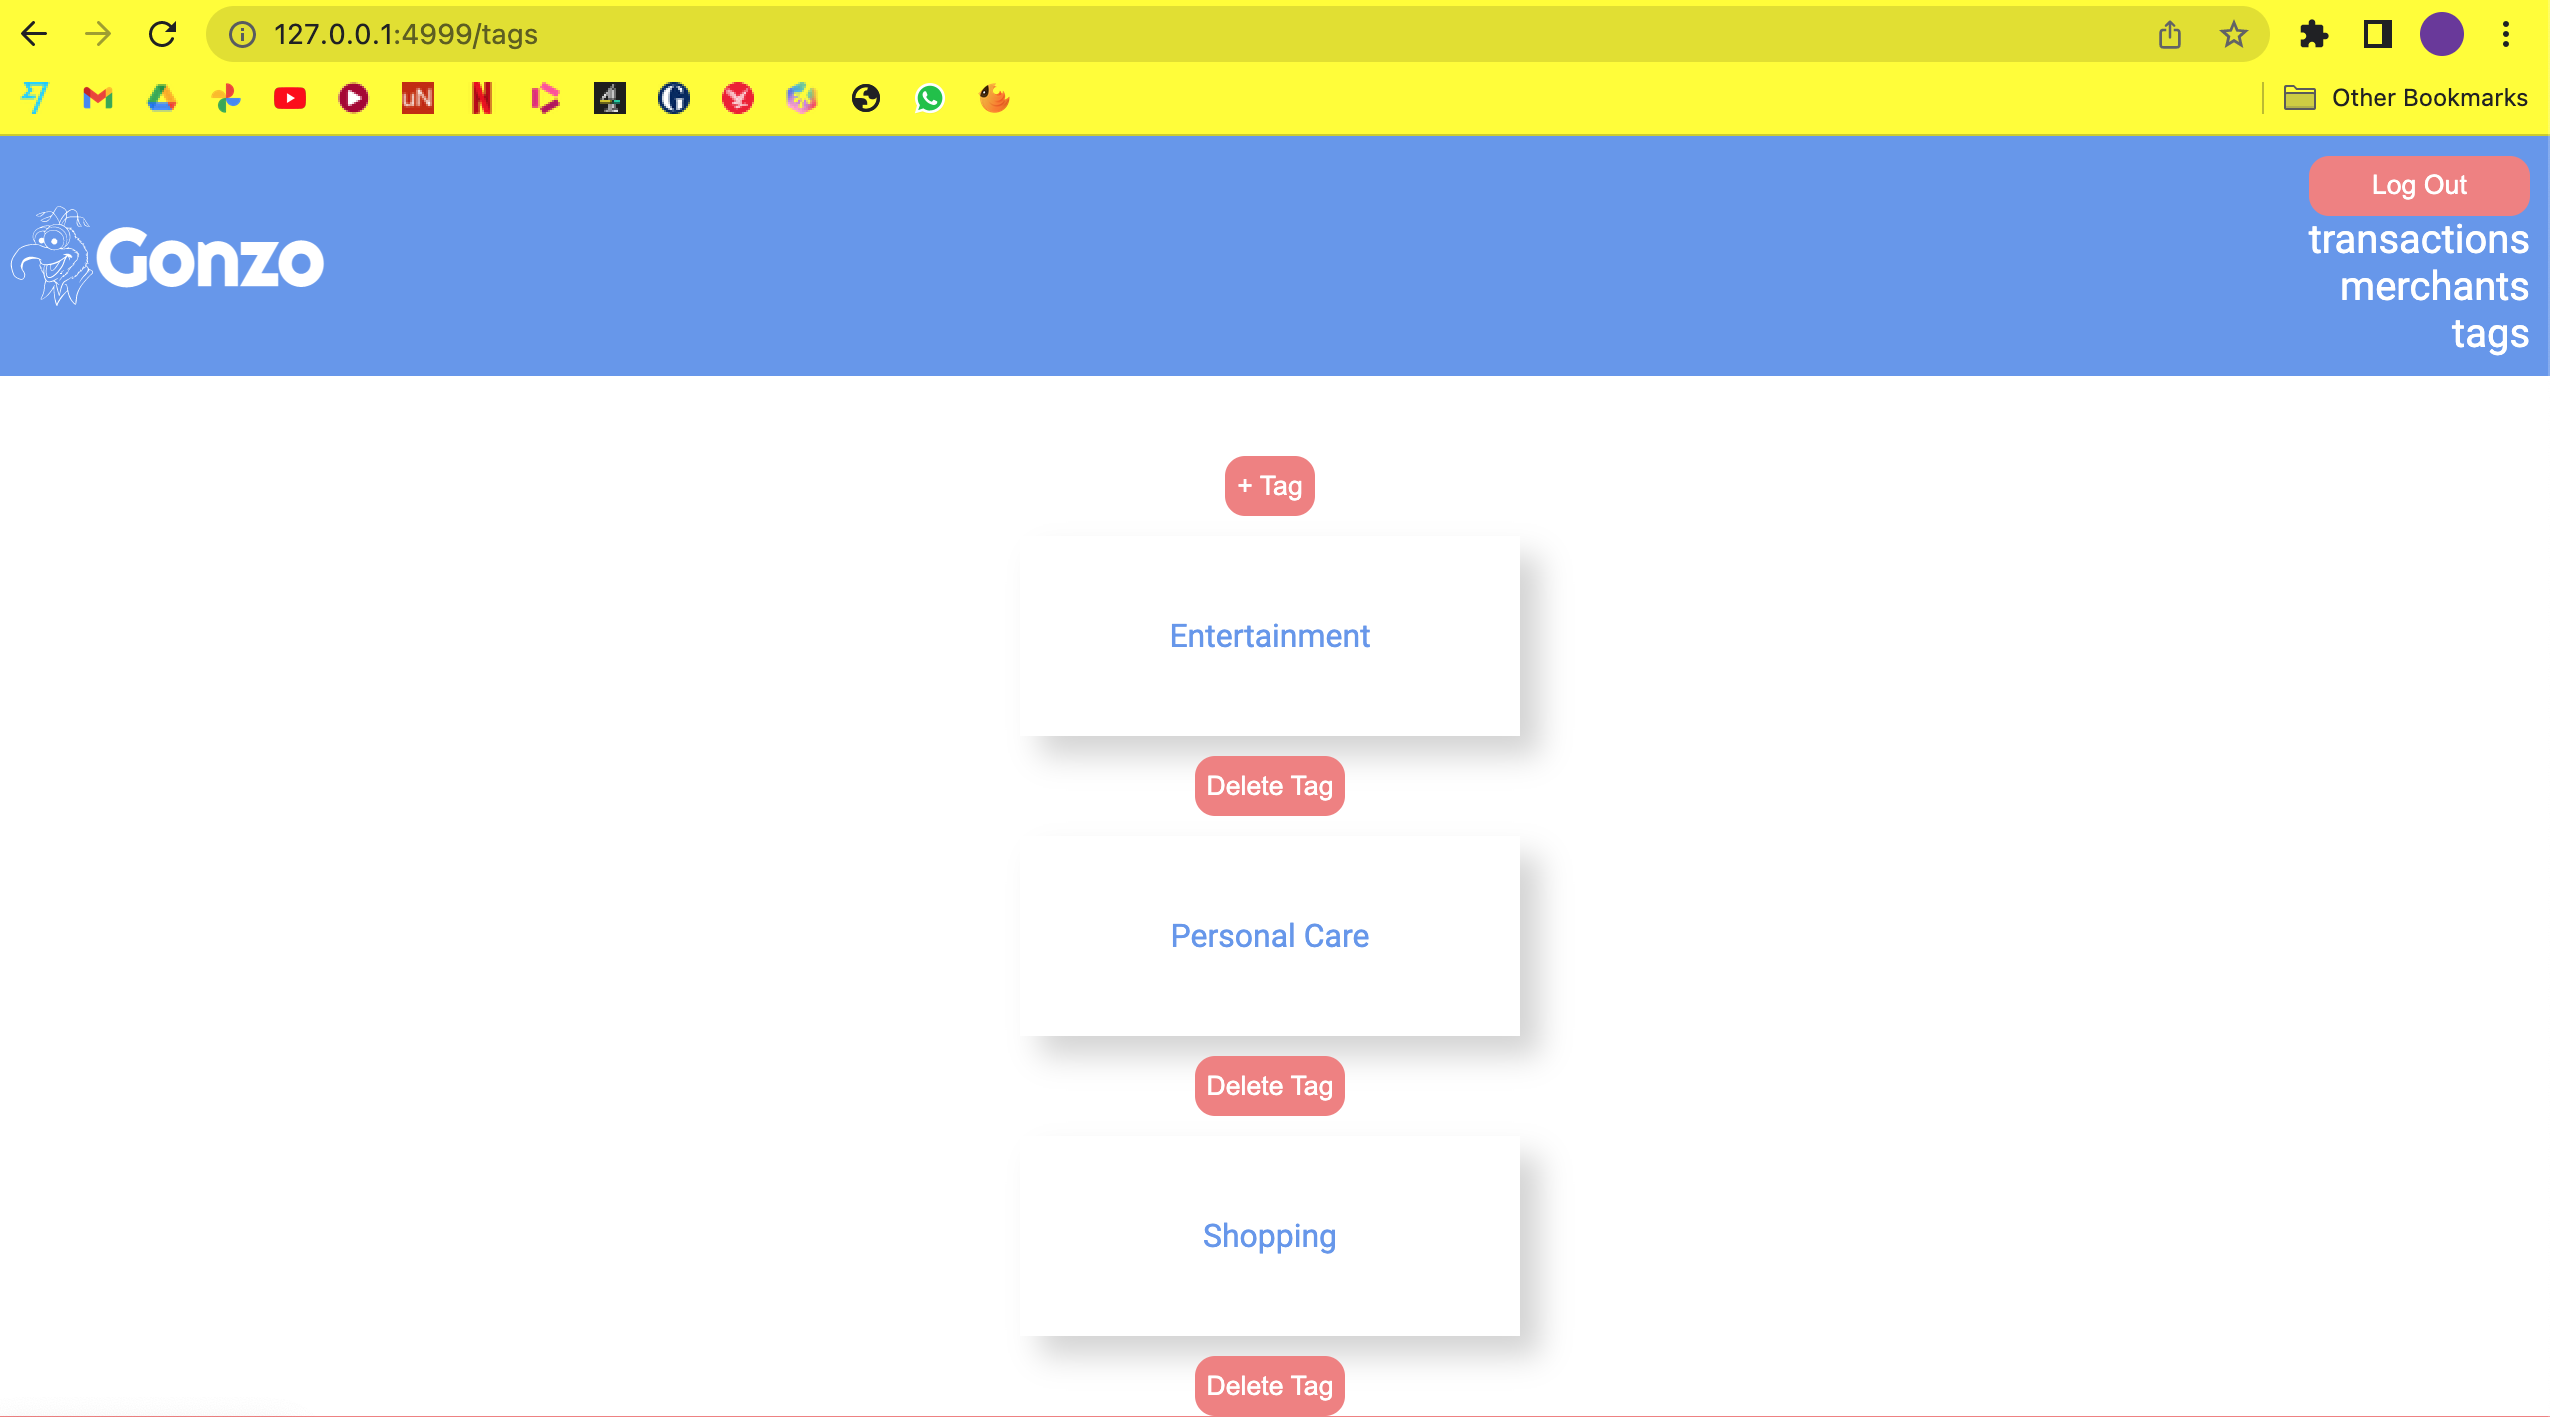 127.0.0.1:4999/tags
uN
N
4
G
Other Bookmarks
Gonzo
Log Out
transactions
merchants
tags
+ Tag
Entertainment
Delete Tag
Personal Care
Delete Tag
Shopping
Delete Tag